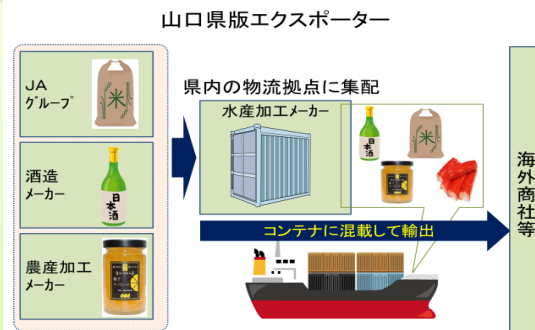 山口県版エクスポーター
JA
グループ
米
酒造
メーカー
日本酒
農産加工
メーカー
県内の物流拠点に集配
水産加工メーカー
日本酒
米
コンテナに混載して輸出
海外商社等